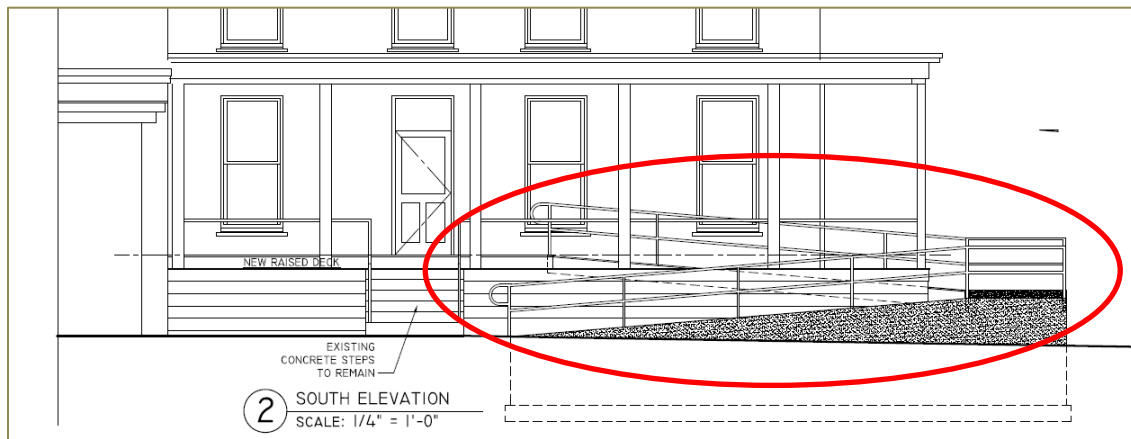 NEW RAISED DECK
EXISTING
CONCRETE STEPS
TO REMAIN
2
SOUTH ELEVATION
SCALE: 1/4" = 1'-0"